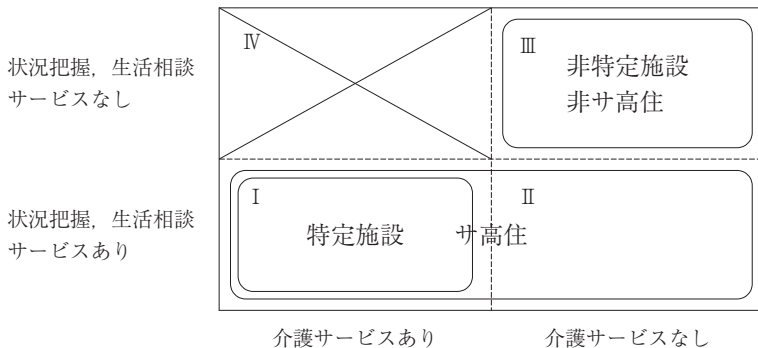 状況把握，生活相談
サービスなし
Ⅳ
Ⅲ
非特定施設
非サ高住
状況把握，生活相談
サービスあり
Ⅰ
特定施設
サ高住
Ⅱ
介護サービスあり
介護サービスなし